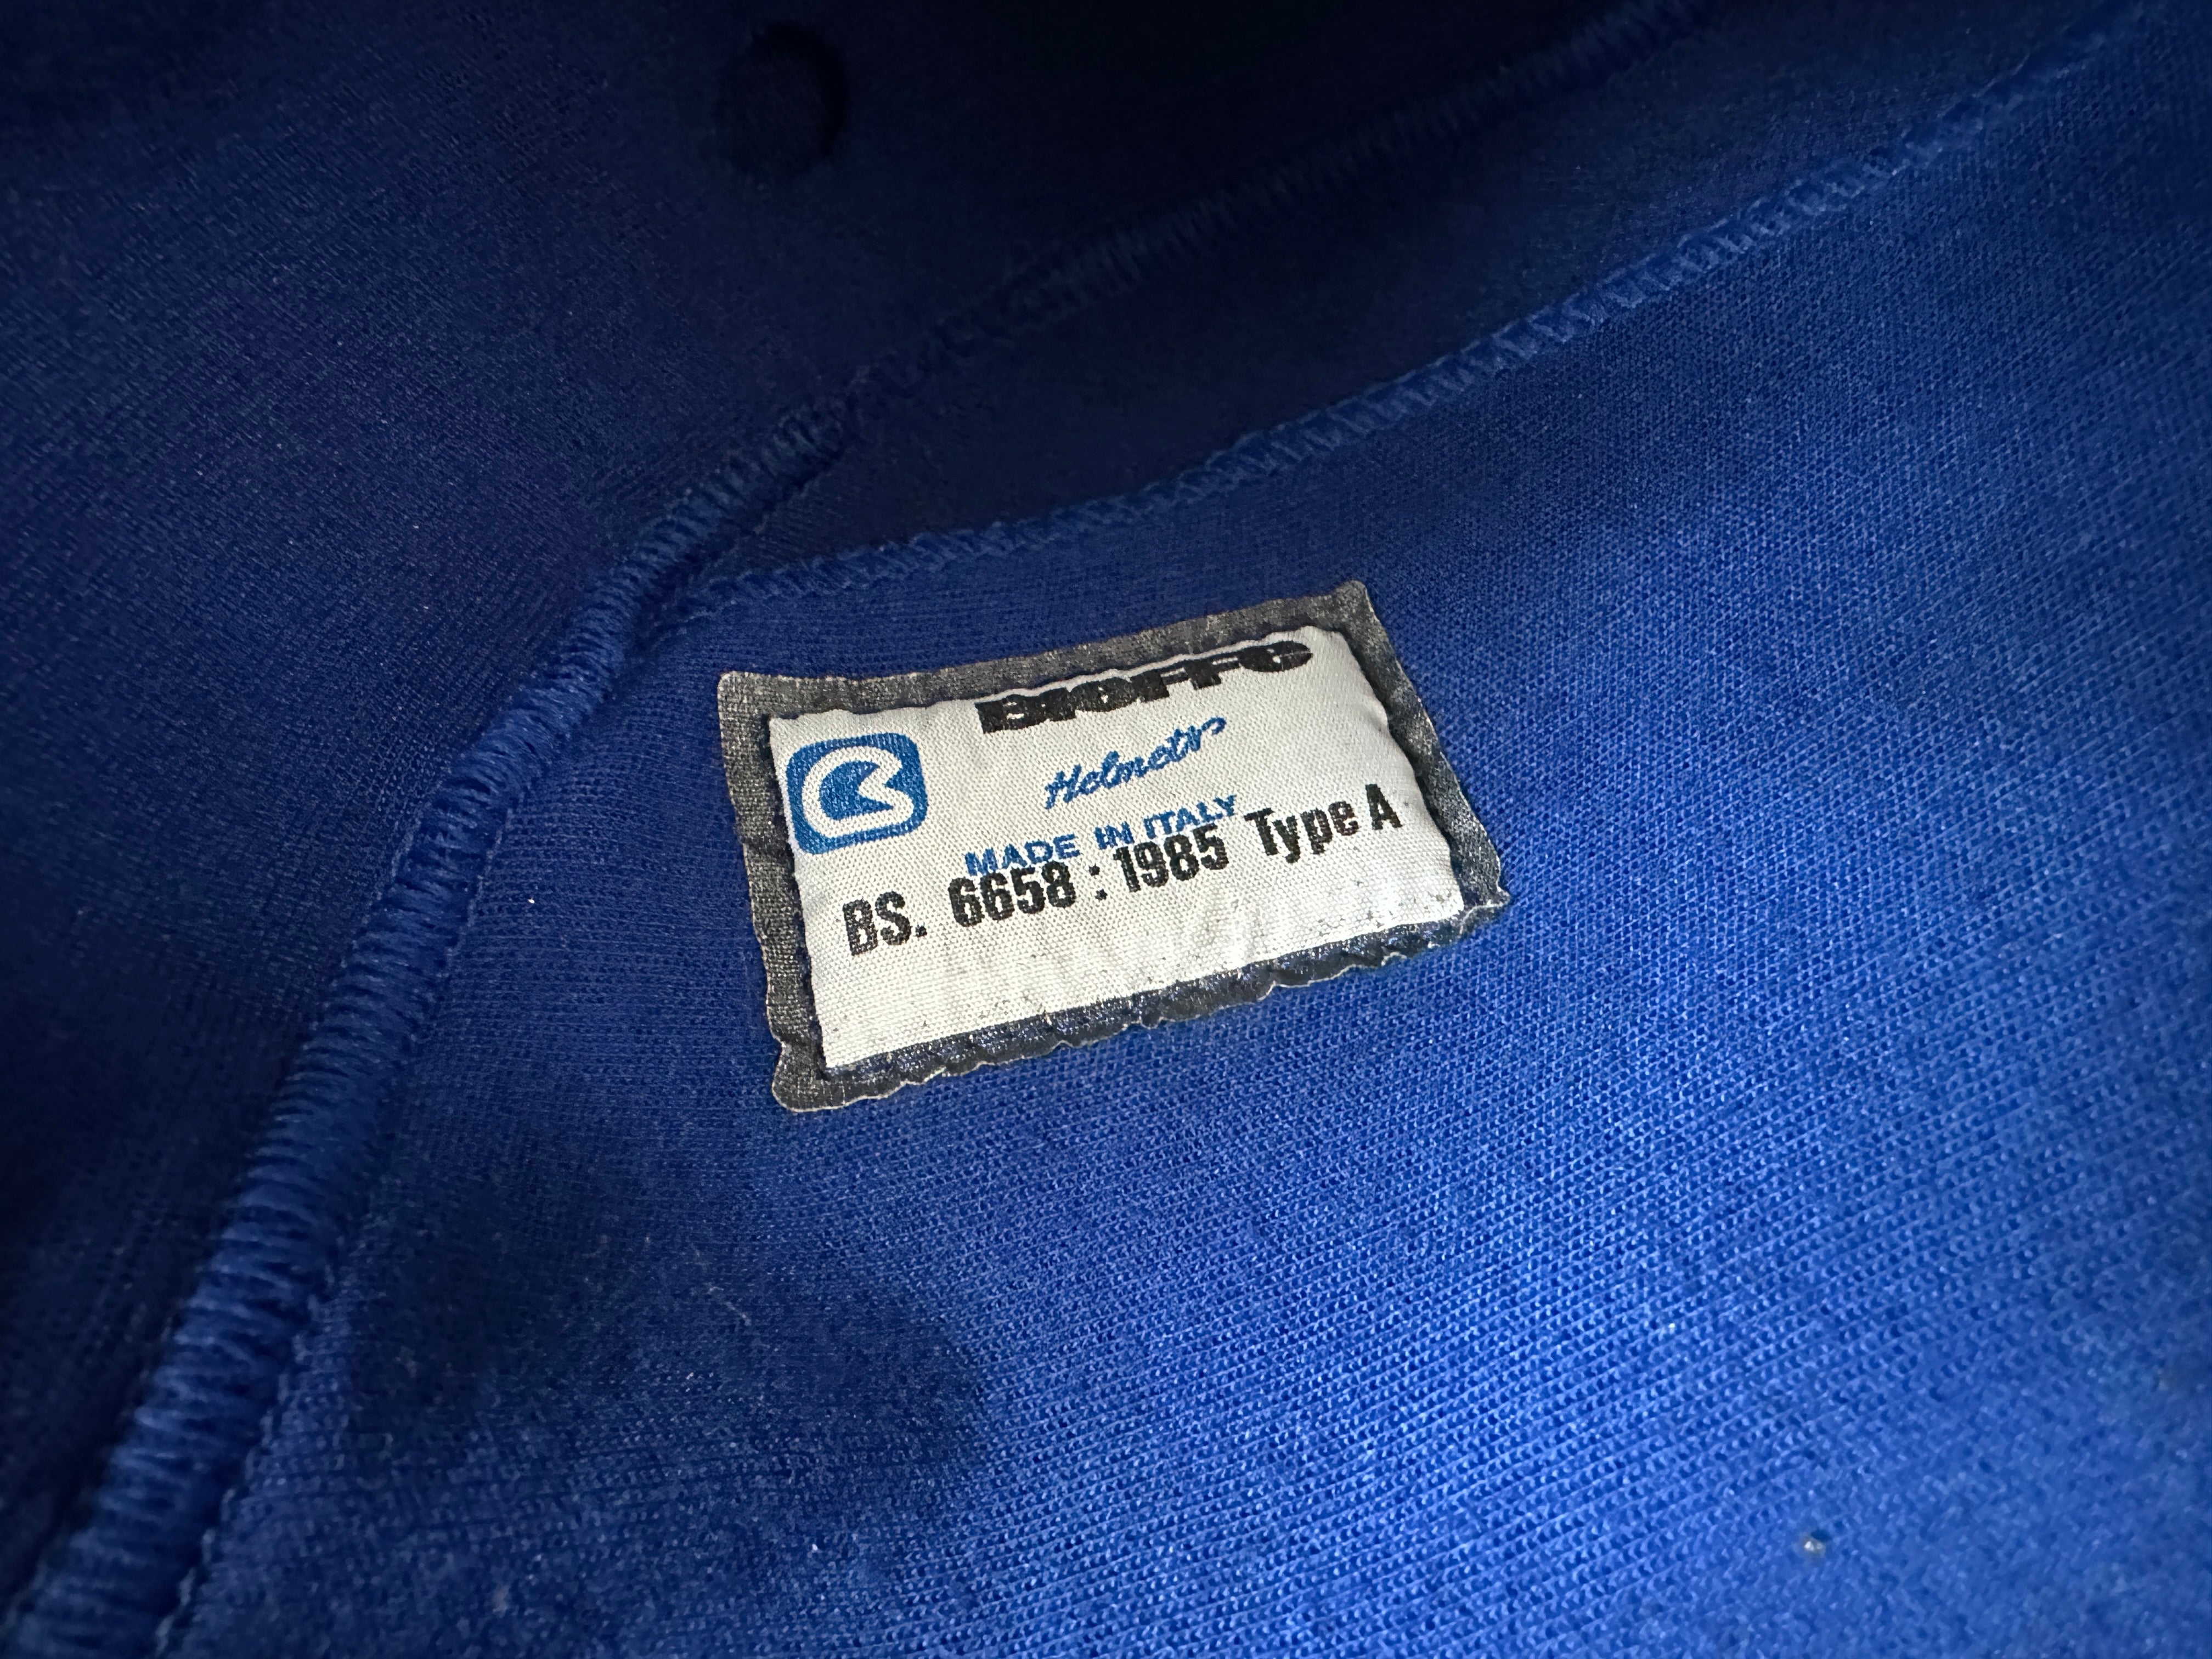 Bieffe
Helmets
MADE IN ITALY
BS. 6658 : 1985 Type A